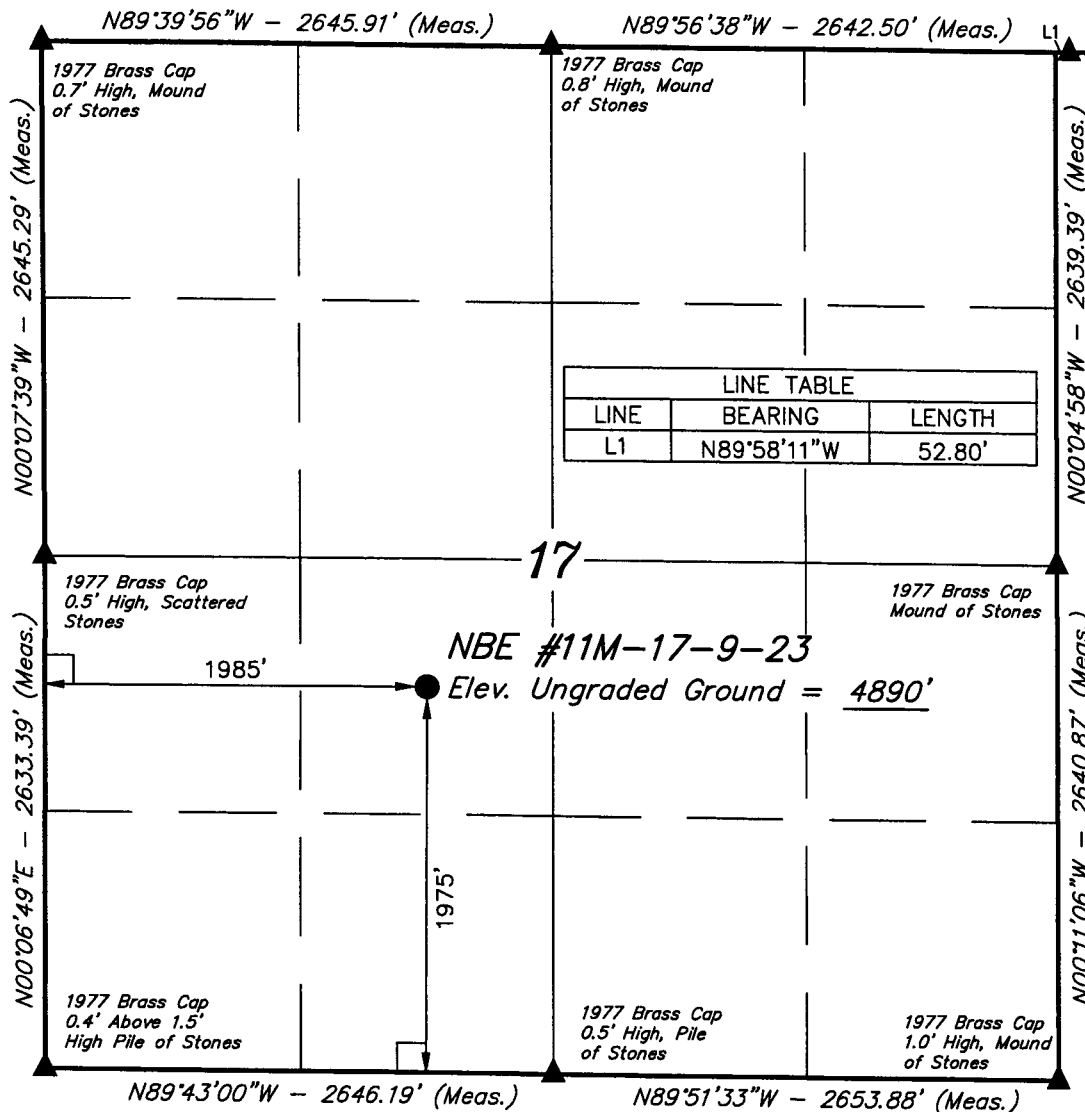 N89°39'56"W - 2645.91' (Meas.)
N89°56'38"W - 2642.50' (Meas.)
L1
1977 Brass Cap
0.7' High, Mound
of Stones
1977 Brass Cap
0.8' High, Mound
of Stones
N00°07'39"W - 2645.29' (Meas.)
N00°04'58"W - 2639.39' (Meas.)
LINE TABLE
LINE BEARING LENGTH
L1 N89°58'11"W 52.80'
17
1977 Brass Cap
0.5' High, Scattered
Stones
1977 Brass Cap
Mound of Stones
NBE #11M-17-9-23
Elev. Ungraded Ground = 4890'
1985'
1975'
N00°06'49"E - 2633.39' (Meas.)
N00°11'06"W - 2640.87' (Meas.)
1977 Brass Cap
0.4' Above 1.5'
High Pile of Stones
1977 Brass Cap
0.5' High, Pile
of Stones
1977 Brass Cap
1.0' High, Mound
of Stones
N89°43'00"W - 2646.19' (Meas.)
N89°51'33"W - 2653.88' (Meas.)